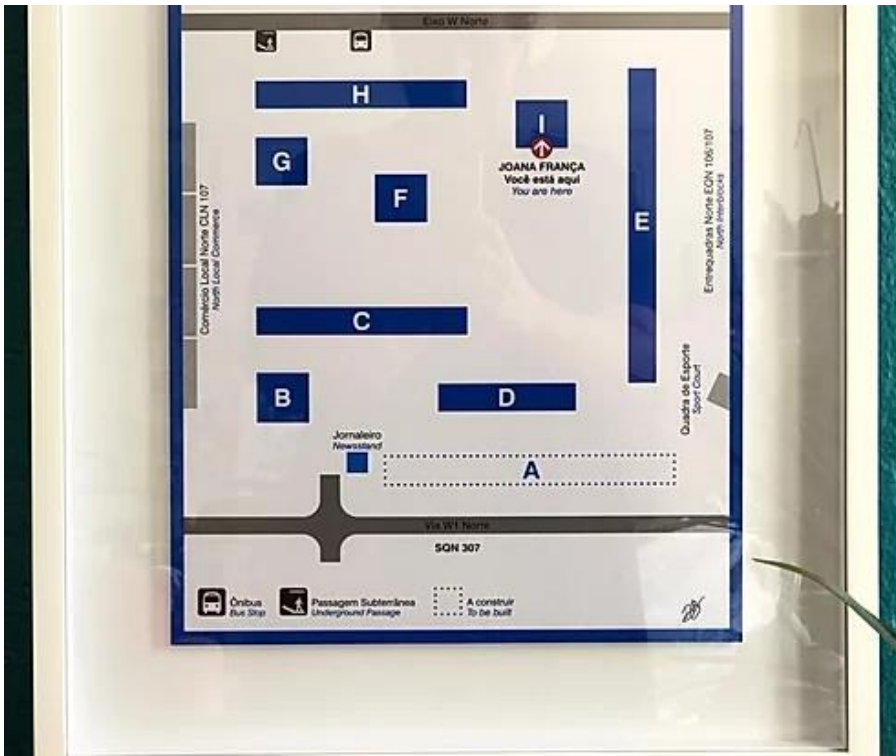 Eixo W Norte
H
I
G
JOANA FRANÇA
Você está aqui
You are here
F
E
Comércio Local Norte CLN 107
North Local Commerce
Entrequadras Norte EQN 106/107
North Interblocks
C
B
D
Quadra de Esporte
Sport Court
Jornaleiro
Newsstand
A
Via W1 Norte
SQN 307
Ônibus
Bus Stop
Passagem Subterrânea
Underground Passage
A construir
To be built